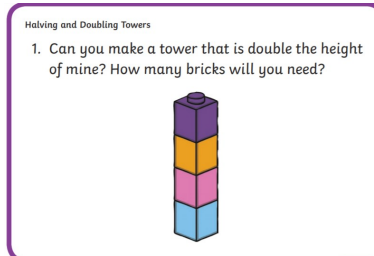 Halving and Doubling Towers
1. Can you make a tower that is double the height
of mine? How many bricks will you need?